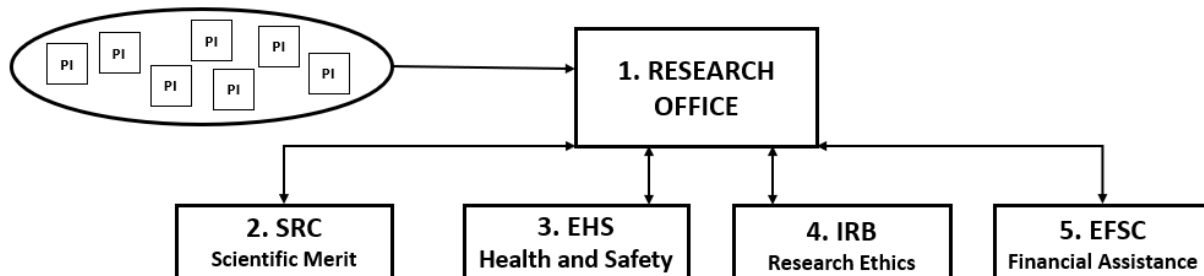 PI
PI
PI
PI
PI
PI
PI
1. RESEARCH
OFFICE
2. SRC
Scientific Merit
3. EHS
Health and Safety
4. IRB
Research Ethics
5. EFSC
Financial Assistance